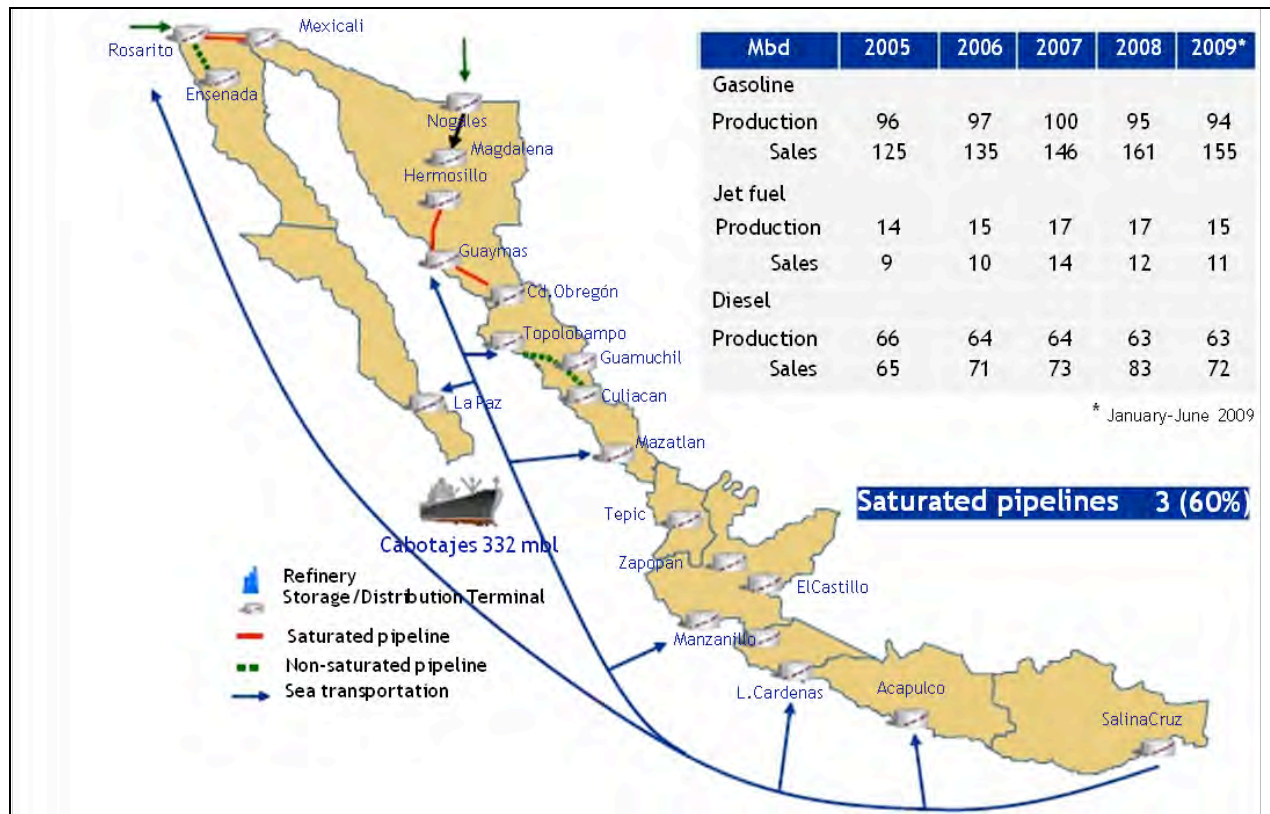 Mexicali
Rosarito
Ensenada
Nogales
Magdalena
Hermosillo
Guaymas
Cd.Obregón
Topolobampo
Guamuchil
Culiacan
La Paz
Mazatlan
Cabotajes 332 mbl
Tepic
Zapopan
ElCastillo
Manzanillo
L.Cardenas
Acapulco
SalinaCruz
Refinery
Storage/Distribution Terminal
Saturated pipeline
Non-saturated pipeline
Sea transportation
Mbd 2005 2006 2007 2008 2009*
Gasoline
Production 96 97 100 95 94
Sales 125 135 146 161 155
Jet fuel
Production 14 15 17 17 15
Sales 9 10 14 12 11
Diesel
Production 66 64 64 63 63
Sales 65 71 73 83 72
* January-June 2009
Saturated pipelines 3 (60%)